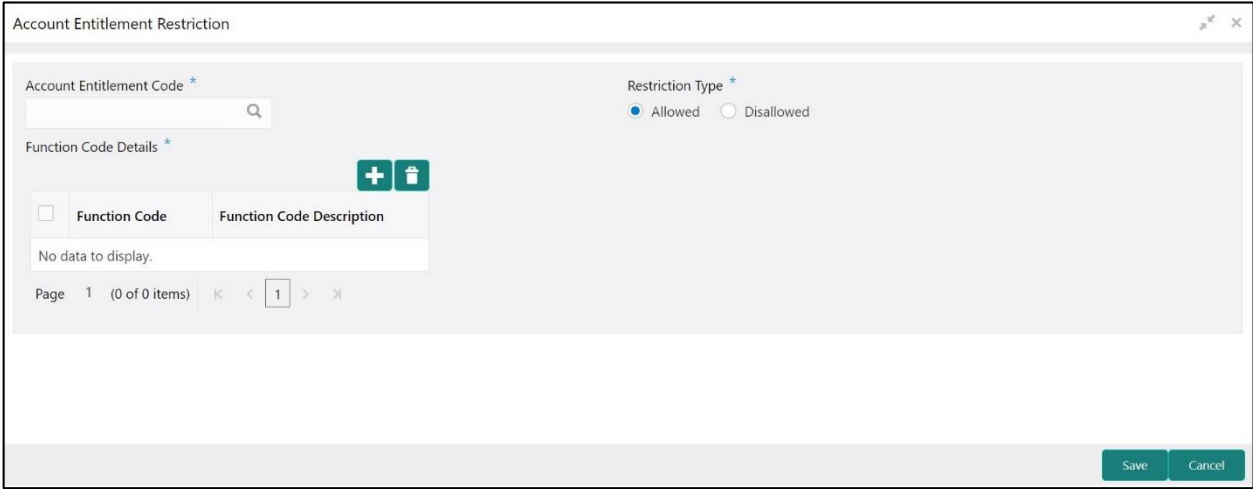 Account Entitlement Restriction
Account Entitlement Code *
Restriction Type *
Allowed Disallowed
Function Code Details *
Function Code Function Code Description
No data to display.
Page 1 (0 of 0 items) 1
Save Cancel